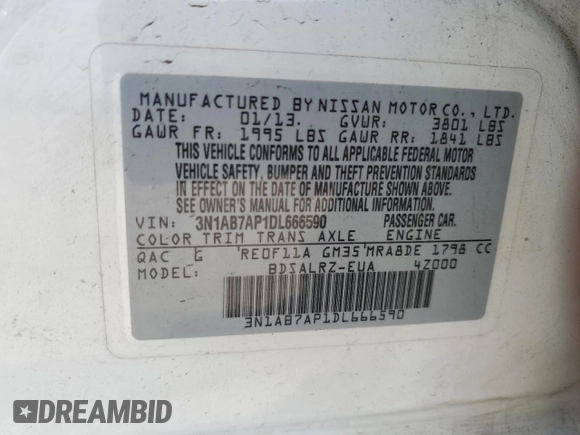 MANUFACTURED BY NISSAN MOTOR CO., LTD.
DATE: 01/13. GVWR: 3801 LBS
GAWR FR: 1995 LBS GAWR RR: 1841 LBS
THIS VEHICLE CONFORMS TO ALL APPLICABLE FEDERAL MOTOR
VEHICLE SAFETY, BUMPER AND THEFT PREVENTION STANDARDS
IN EFFECT ON THE DATE OF MANUFACTURE SHOWN ABOVE.
SEE OWNER'S MANUAL FOR ADDITIONAL INFORMATION.
VIN: 3N1AB7AP1DL666590 PASSENGER CAR.
COLOR TRIM TRANS AXLE ENGINE
QAC G 'RE0F11A GM35'MRA8DE 1798 CC
BDSALRZ-EUA 4Z000
3N1AB7AP1DL666590
DREAMBID